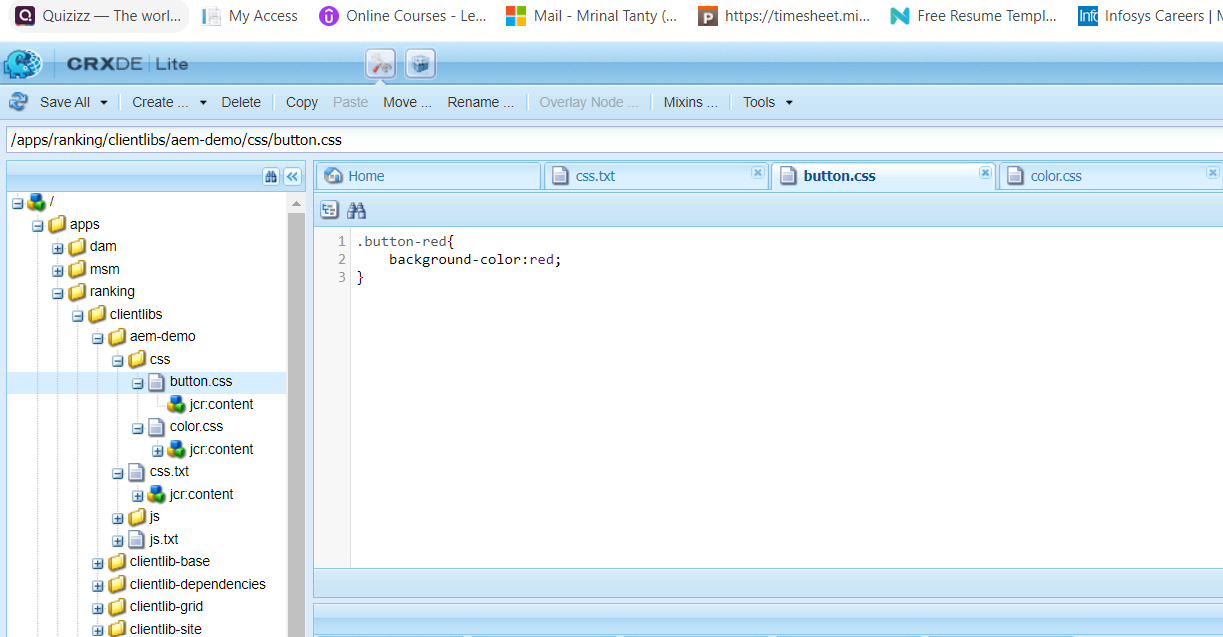 Quizizz — The worl...
My Access
Online Courses - Le...
Mail - Mrinal Tanty (...
https://timesheet.mi...
Free Resume Templ...
Infosys Careers | M
CRXDE Lite
Save All
Create ...
Delete
Copy
Paste
Move ...
Rename ...
Overlay Node ...
Mixins ...
Tools
/apps/ranking/clientlibs/aem-demo/css/button.css
Home
css.txt
button.css
color.css
/
apps
dam
msm
ranking
clientlibs
aem-demo
css
button.css
jcr:content
color.css
jcr:content
css.txt
jcr:content
js
js.txt
clientlib-base
clientlib-dependencies
clientlib-grid
clientlib-site
1 .button-red{
2 background-color:red;
3 }